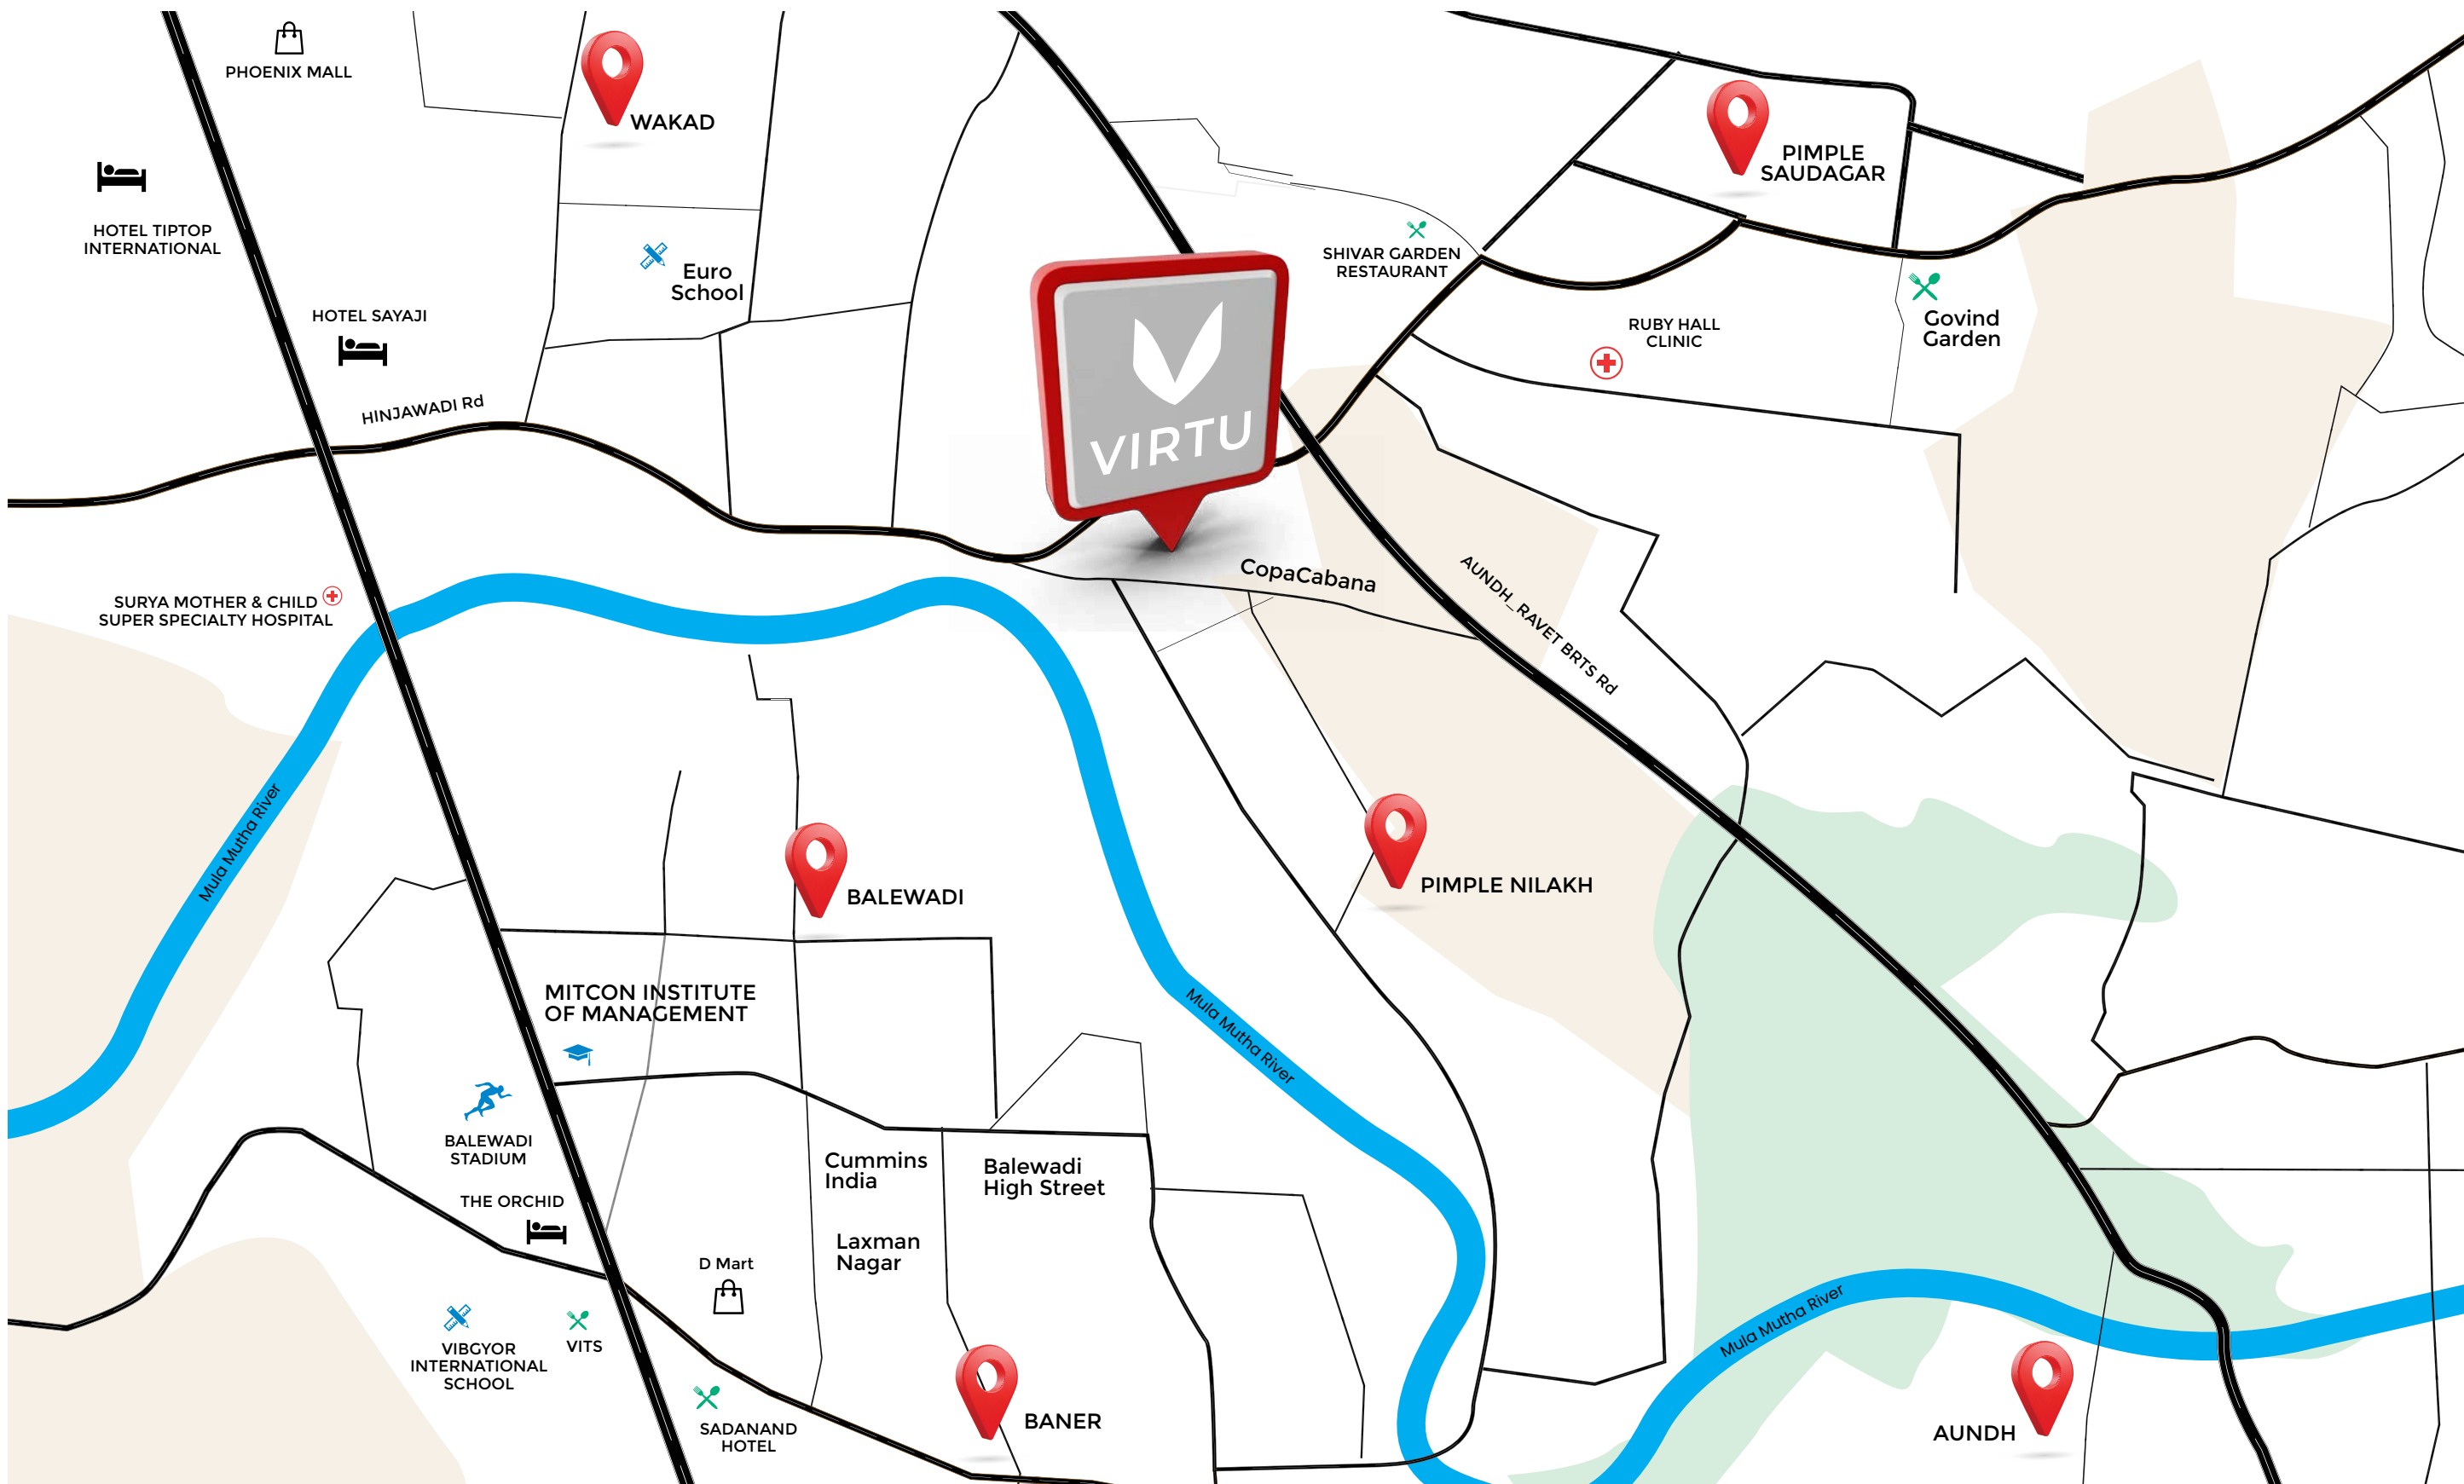 PHOENIX MALL
WAKAD
PIMPLE
SAUDAGAR
HOTEL TIPTOP
INTERNATIONAL
Euro
School
SHIVAR GARDEN
RESTAURANT
HOTEL SAYAJI
RUBY HALL
CLINIC
Govind
Garden
HINJAWADI Rd
VIRTU
CopaCabana
AUNDH_RAVET BRTS Rd
SURYA MOTHER & CHILD
SUPER SPECIALTY HOSPITAL
Mula Mutha River
BALEWADI
PIMPLE NILAKH
MITCON INSTITUTE
OF MANAGEMENT
Mula Mutha River
BALEWADI
STADIUM
Cummins
India
Balewadi
High Street
THE ORCHID
Laxman
Nagar
D Mart
VIBGYOR
INTERNATIONAL
SCHOOL
VITS
Mula Mutha River
SADANAND
HOTEL
BANER
AUNDH